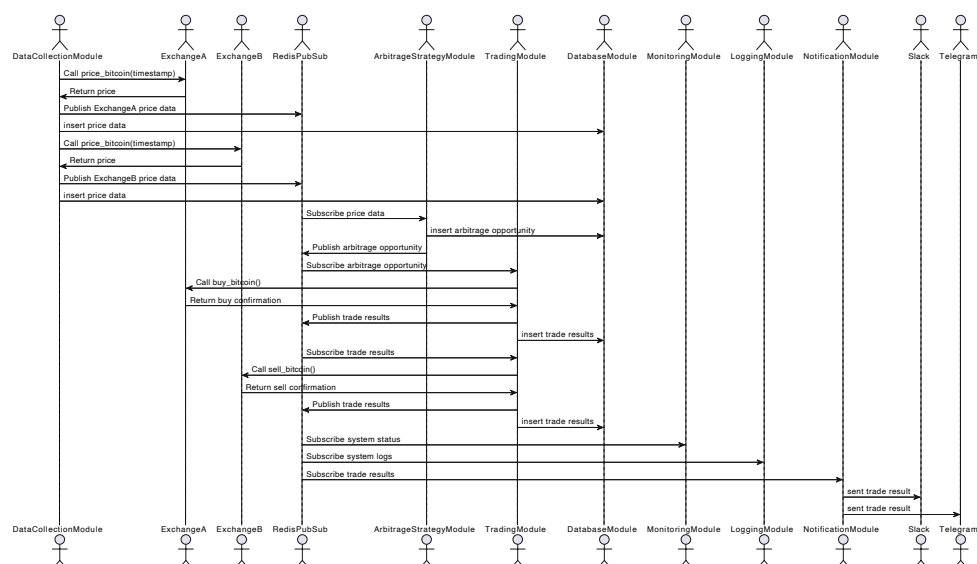 DataCollectionModule ExchangeA ExchangeB RedisPubSub ArbitrageStrategyModule TradingModule DatabaseModule MonitoringModule LoggingModule NotificationModule Slack Telegram
Call price_bitcoin(timestamp)
Return price
Publish ExchangeA price data
insert price data
Call price_bitcoin(timestamp)
Return price
Publish ExchangeB price data
insert price data
Subscribe price data
insert arbitrage opportunity
Publish arbitrage opportunity
Subscribe arbitrage opportunity
Call buy_bitcoin()
Return buy confirmation
Publish trade results
insert trade results
Subscribe trade results
Call sell_bitcoin()
Return sell confirmation
Publish trade results
insert trade results
Subscribe system status
Subscribe system logs
Subscribe trade results
sent trade result
sent trade result
DataCollectionModule ExchangeA ExchangeB RedisPubSub ArbitrageStrategyModule TradingModule DatabaseModule MonitoringModule LoggingModule NotificationModule Slack Telegram